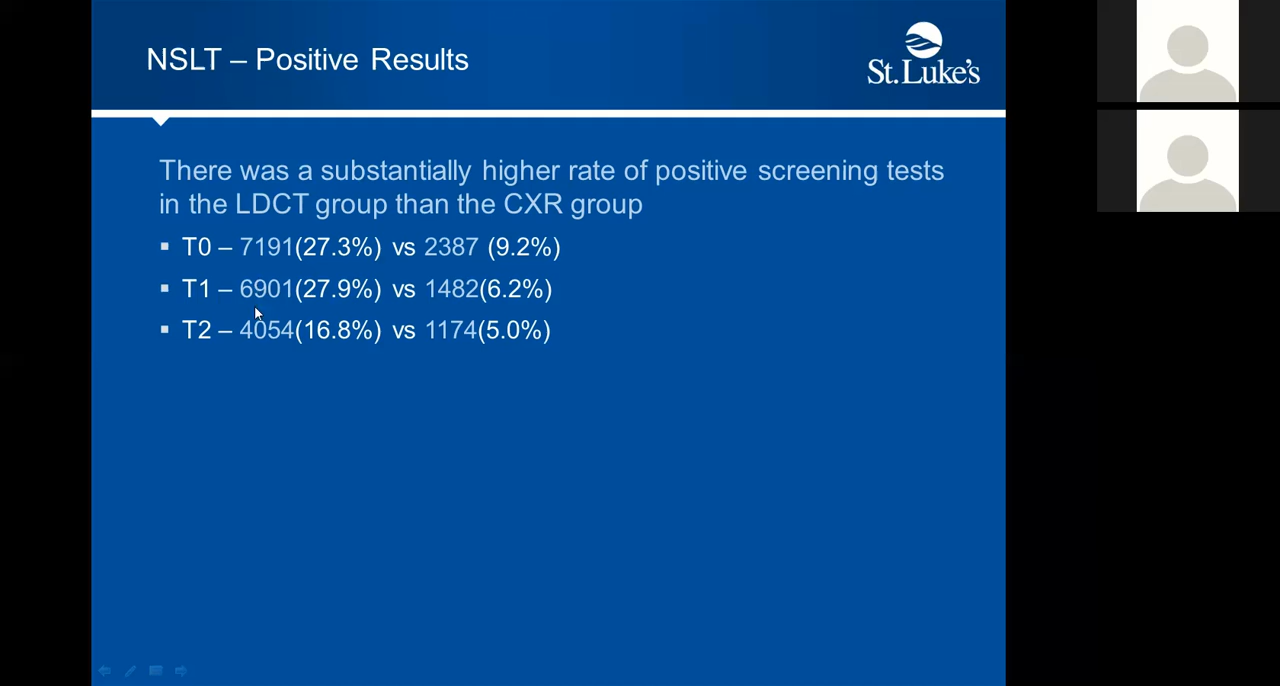 NSLT – Positive Results
St. Luke's
There was a substantially higher rate of positive screening tests
in the LDCT group than the CXR group
▪ T0 – 7191(27.3%) vs 2387 (9.2%)
▪ T1 – 6901(27.9%) vs 1482(6.2%)
▪ T2 – 4054(16.8%) vs 1174(5.0%)